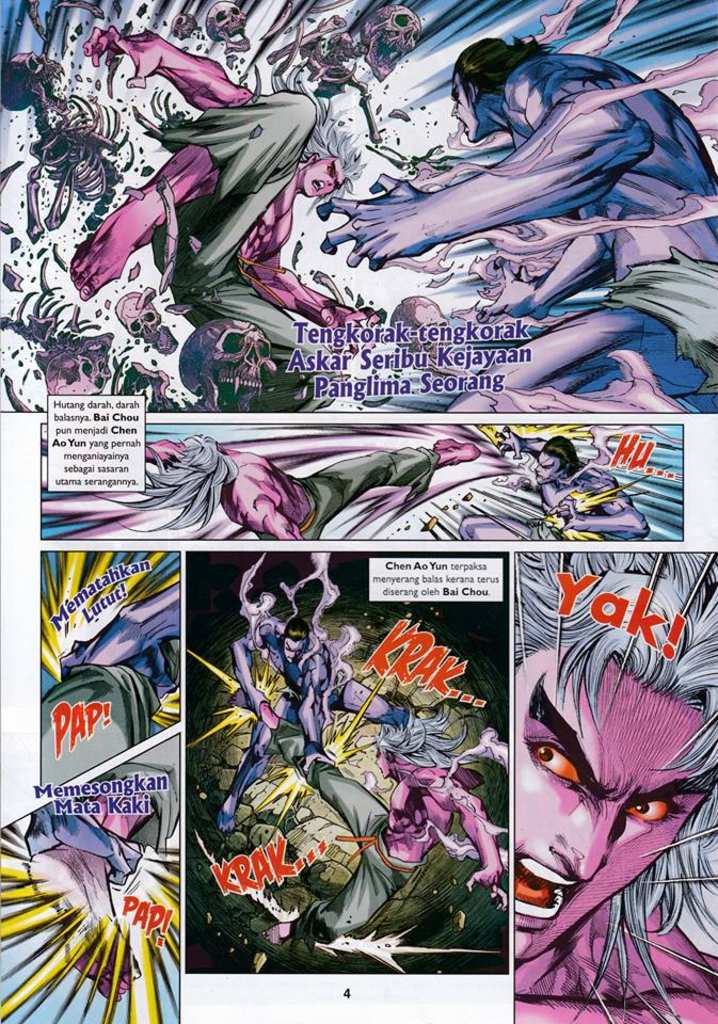 Tengkorak-tengkorak
Askar Seribu Kejayaan
Panglima Seorang
Hutang darah, darah
balasnya. Bai Chou
pun menjadi Chen
Ao Yun yang pernah
menganiayainya
sebagai sasaran
utama serangannya.
HU...
Mematahkan
Lutut!
PAP!
Memesongkan
Mata Kaki
PAP!
Chen Ao Yun terpaksa
menyerang balas kerana terus
diserang oleh Bai Chou.
KRAK...
KRAK...
Yak!
4